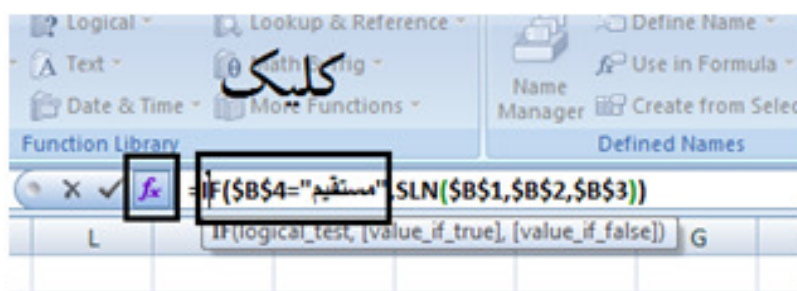 Logical Lookup & Reference Define Name
Text Math & Trig Use in Formula
کلیک
Date & Time More Functions Name Manager Create from Selec
Function Library Defined Names
fx =IF($B$4="مستقیم",SLN($B$1,$B$2,$B$3))
L IF(logical_test, [value_if_true], [value_if_false]) G